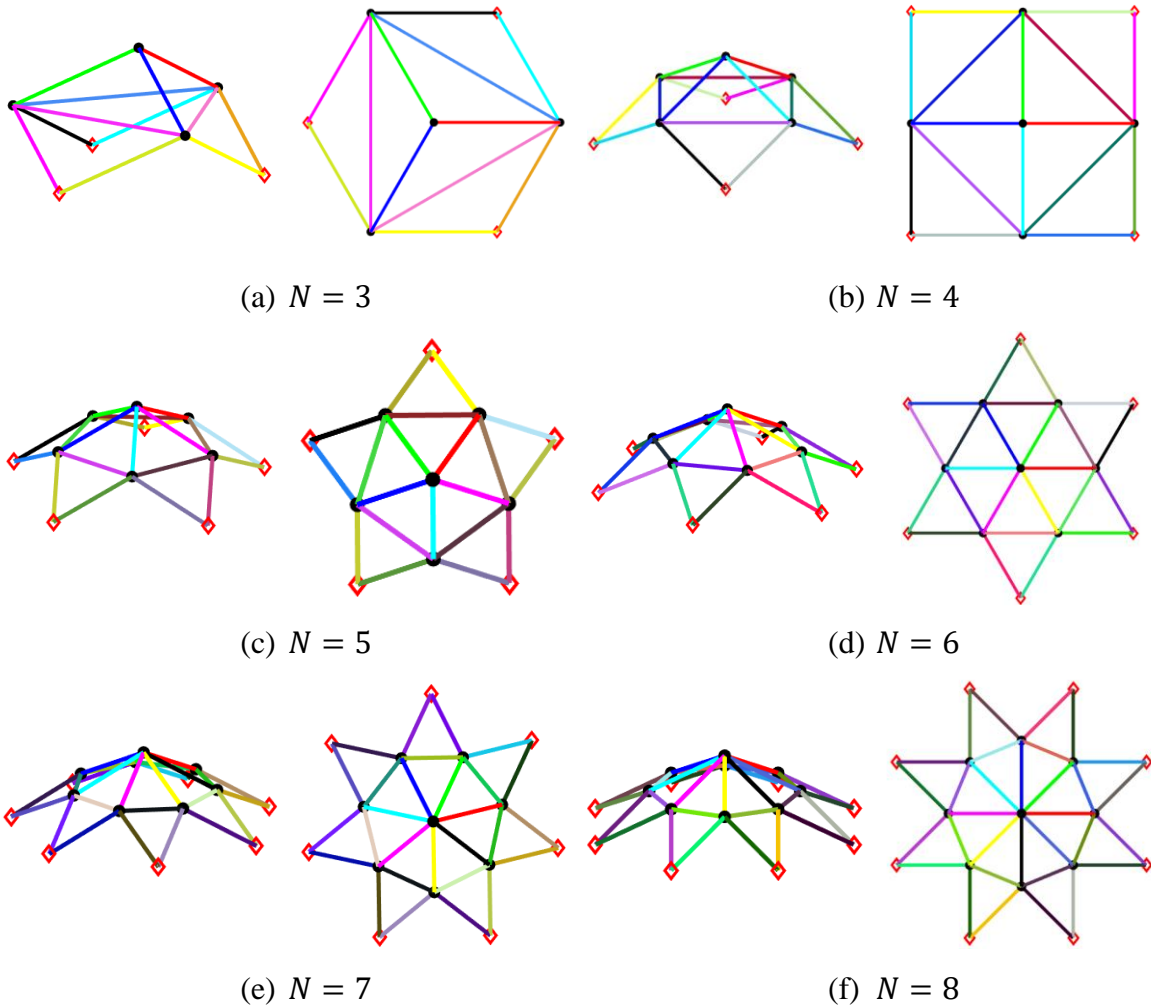 (a) N = 3
(b) N = 4
(c) N = 5
(d) N = 6
(e) N = 7
(f) N = 8